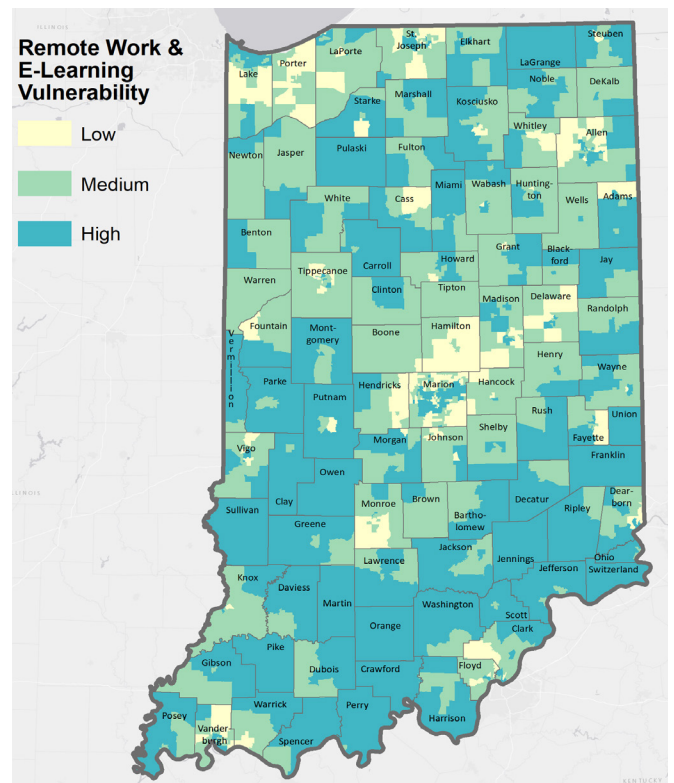 ILLINOIS
Remote Work &
E-Learning
Vulnerability
Low
Medium
High
Lake
Porter
LaPorte
St.
Joseph
Elkhart
LaGrange
Steuben
Noble
DeKalb
Starke
Marshall
Kosciusko
Whitley
Allen
Newton
Jasper
Pulaski
Fulton
Miami
Wabash
Hunting-
ton
Wells
Adams
White
Cass
Benton
Carroll
Howard
Grant
Black-
ford
Jay
Warren
Tippecanoe
Clinton
Tipton
Madison
Delaware
Randolph
Fountain
Mont-
gomery
Boone
Hamilton
Henry
Vermillion
Parke
Putnam
Hendricks
Marion
Hancock
Wayne
Rush
Union
Fayette
Vigo
Morgan
Johnson
Shelby
Franklin
Clay
Owen
Sullivan
Greene
Monroe
Brown
Bartho-
lomew
Decatur
Ripley
Dear-
born
ILLINOIS
Lawrence
Jackson
Jennings
Jefferson
Ohio
Switzerland
Knox
Daviess
Martin
Orange
Washington
Scott
Clark
Pike
Gibson
Dubois
Crawford
Floyd
Posey
Vander-
burgh
Warrick
Spencer
Perry
Harrison
KENTUCKY